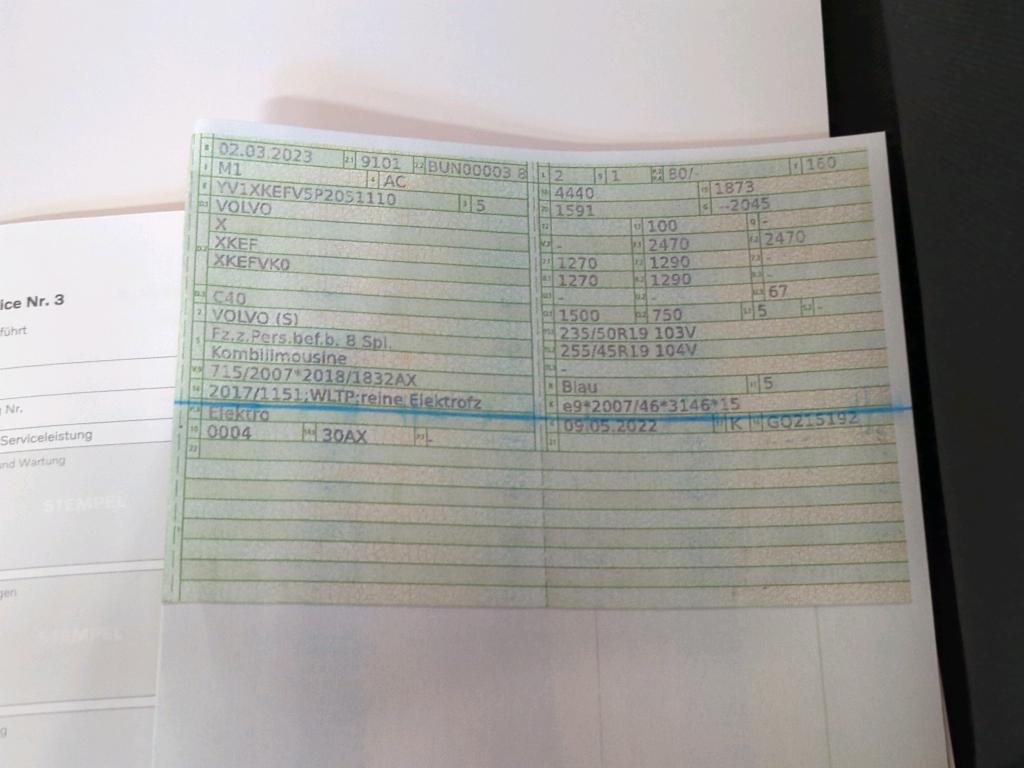 02.03.2023 9101 BUN00003 8
M1 AC
YV1XKEFV5P2051110 5
VOLVO
X
XKEF
XKEFVK0
C40
VOLVO (S)
Fz.z.Pers.bef.b. 8 Spl.
Kombilimousine
715/2007*2018/1832AX
2017/1151;WLTP;reine Elektrofz
Elektro
0004 30AX -
2 1 80/- 160
4440 1873
1591 --2045
100 -
- 2470 2470
1270 1290 -
1270 1290 -
- - 67
1500 750 5 -
235/50R19 103V
255/45R19 104V
-
Blau 5
e9*2007/46*3146*15
09.05.2022 K GO215192
ice Nr. 3
führt
Nr.
Serviceleistung
und Wartung
STEMPEL
gen
STEMPEL
g